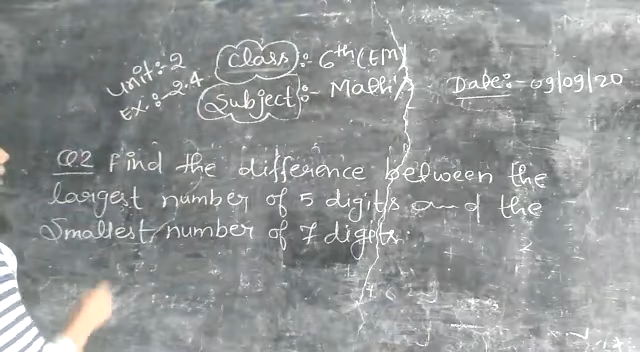 Unit:-2 Class:- 6th (EM)
Ex:-2.4 Subject:- Maths Date:-09/09/20
Q2 Find the difference between the
largest number of 5 digits and the
Smallest number of 7 digits.